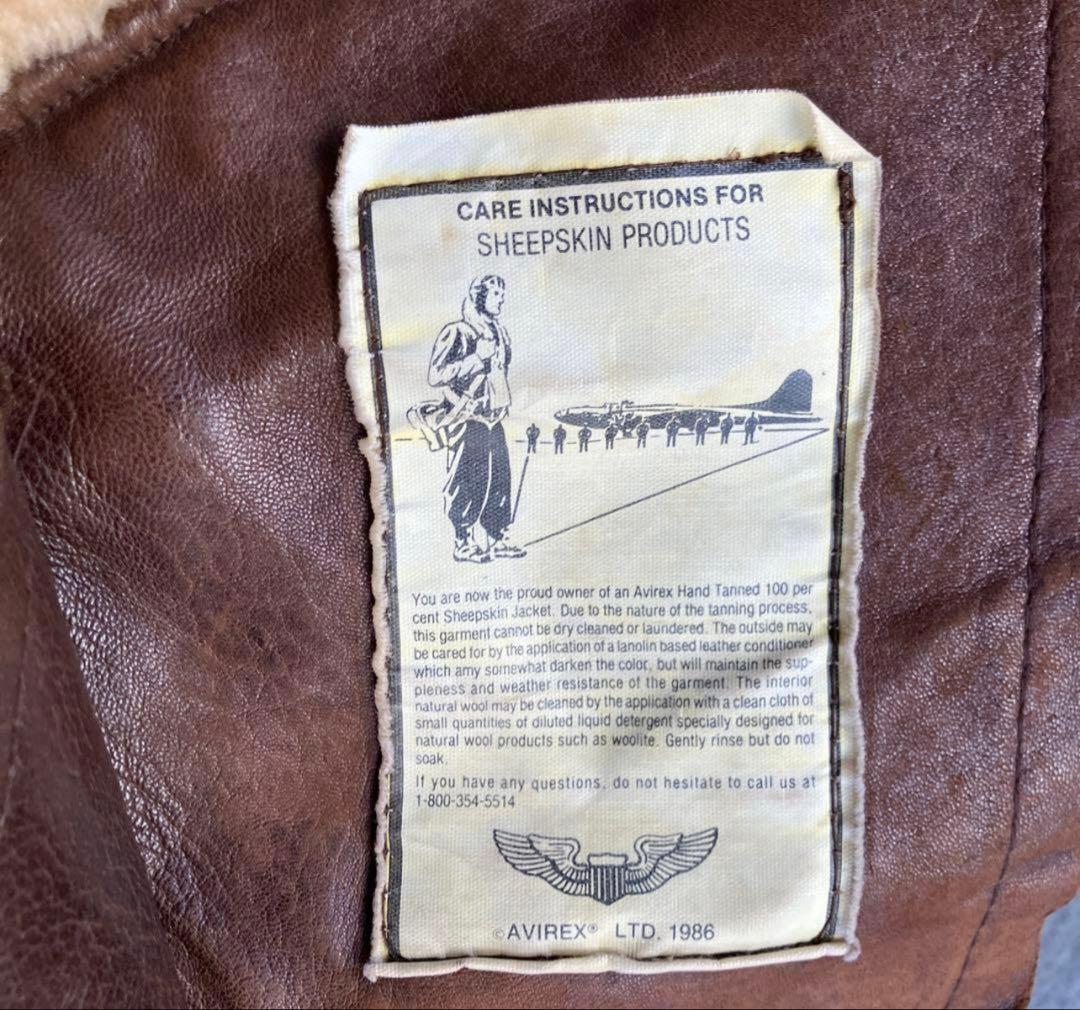 CARE INSTRUCTIONS FOR
SHEEPSKIN PRODUCTS
You are now the proud owner of an Avirex Hand Tanned 100 per
cent Sheepskin Jacket. Due to the nature of the tanning process,
this garment cannot be dry cleaned or laundered. The outside may
be cared for by the application of a lanolin based leather conditioner
which amy somewhat darken the color, but will maintain the sup-
pleness and weather resistance of the garment. The interior
natural wool may be cleaned by the application with a clean cloth of
small quantities of diluted liquid detergent specially designed for
natural wool products such as woolite. Gently rinse but do not
soak.
If you have any questions, do not hesitate to call us at
1-800-354-5514
©AVIREX® LTD. 1986